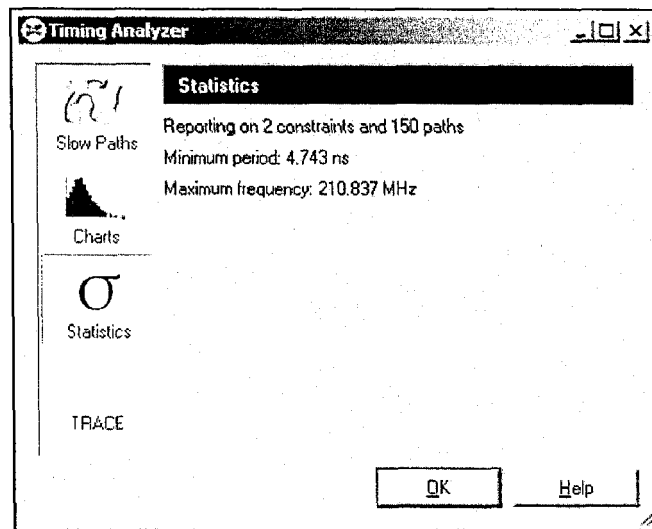 Timing Analyzer
Slow Paths
Charts
σ
Statistics
TRACE
Statistics
Reporting on 2 constraints and 150 paths
Minimum period: 4.743 ns
Maximum frequency: 210.837 MHz
OK
Help